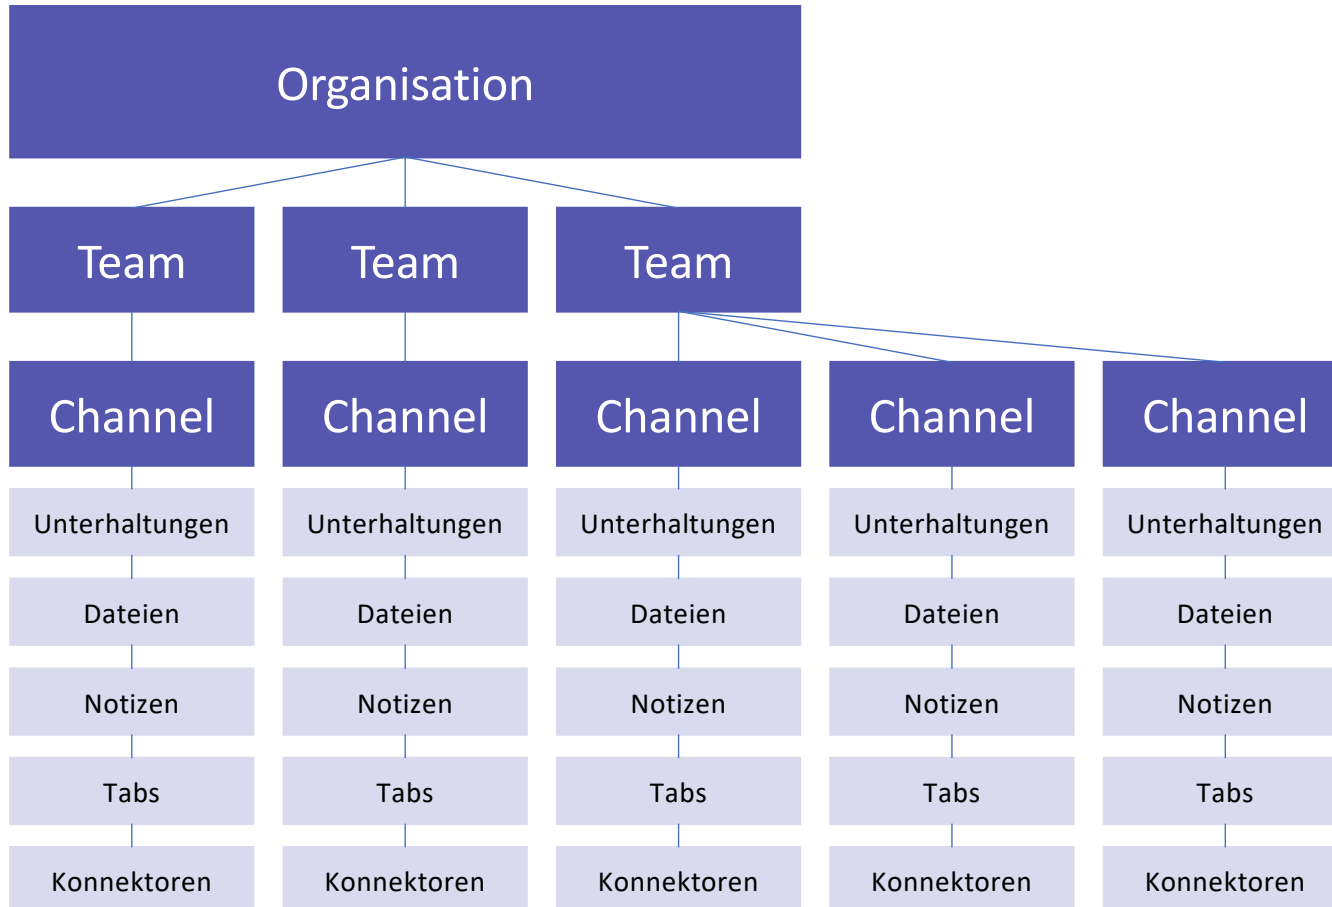 Organisation
Team Team Team
Channel Channel Channel Channel Channel
Unterhaltungen Unterhaltungen Unterhaltungen Unterhaltungen Unterhaltungen
Dateien Dateien Dateien Dateien Dateien
Notizen Notizen Notizen Notizen Notizen
Tabs Tabs Tabs Tabs Tabs
Konnektoren Konnektoren Konnektoren Konnektoren Konnektoren